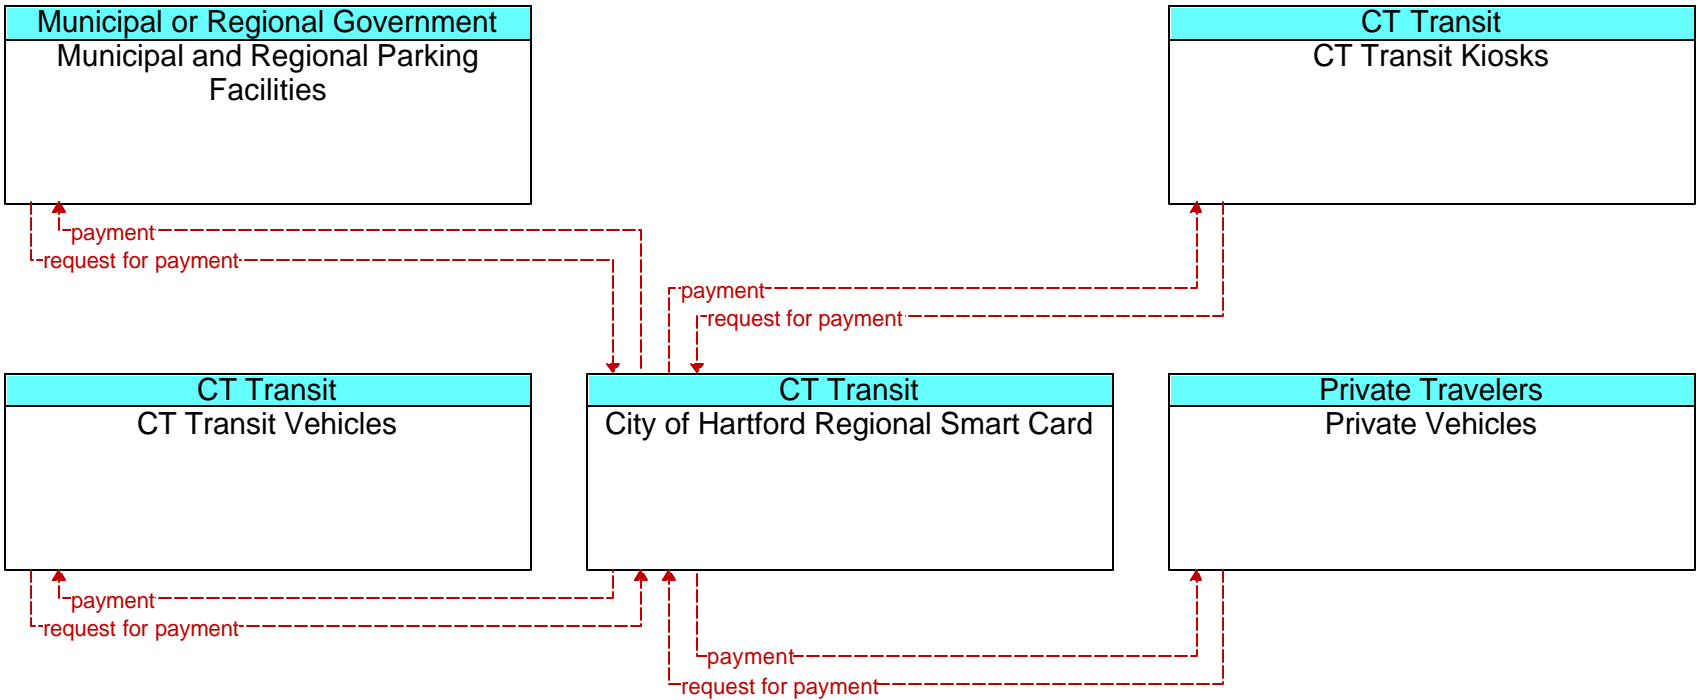 Municipal or Regional Government
Municipal and Regional Parking
Facilities
CT Transit
CT Transit Kiosks
payment
request for payment
payment
request for payment
CT Transit
CT Transit Vehicles
CT Transit
City of Hartford Regional Smart Card
Private Travelers
Private Vehicles
payment
request for payment
payment
request for payment